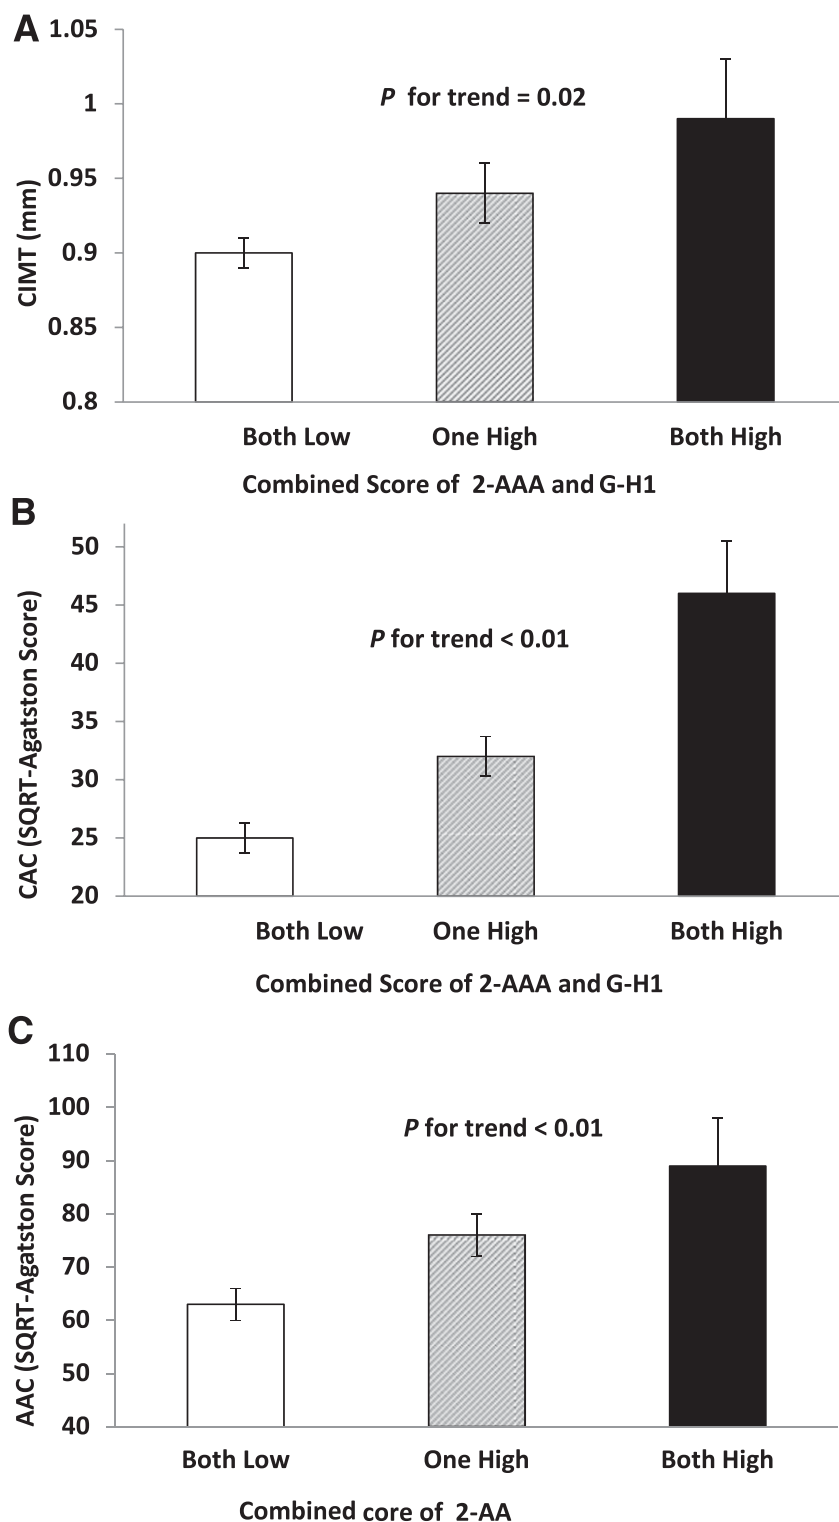 A
1.05
1
0.95
0.9
0.85
0.8
CIMT (mm)
P for trend = 0.02
Both Low One High Both High
Combined Score of 2-AAA and G-H1
B
50
45
40
35
30
25
20
CAC (SQRT-Agatston Score)
P for trend < 0.01
Both Low One High Both High
Combined Score of 2-AAA and G-H1
C
110
100
90
80
70
60
50
40
AAC (SQRT-Agatston Score)
P for trend < 0.01
Both Low One High Both High
Combined core of 2-AA